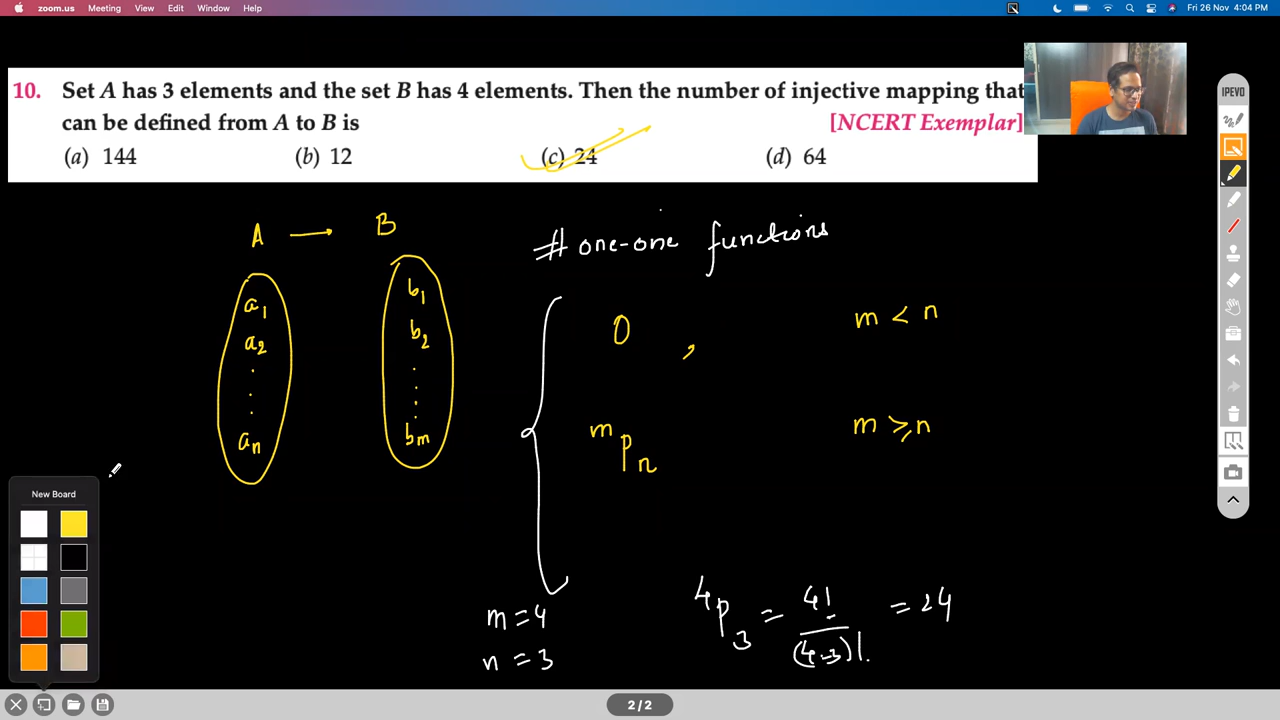 zoom.us Meeting View Edit Window Help Fri 26 Nov 4:04 PM
10. Set A has 3 elements and the set B has 4 elements. Then the number of injective mapping that
can be defined from A to B is [NCERT Exemplar]
(a) 144 (b) 12 (c) 24 (d) 64
IPEVO
A → B
# one-one functions
a1
a2
.
.
.
an
b1
b2
.
.
.
bm
0 , m < n
mPn m ≥ n
m = 4
n = 3
4P3 = 4! / (4-3)! = 24
New Board
2/2